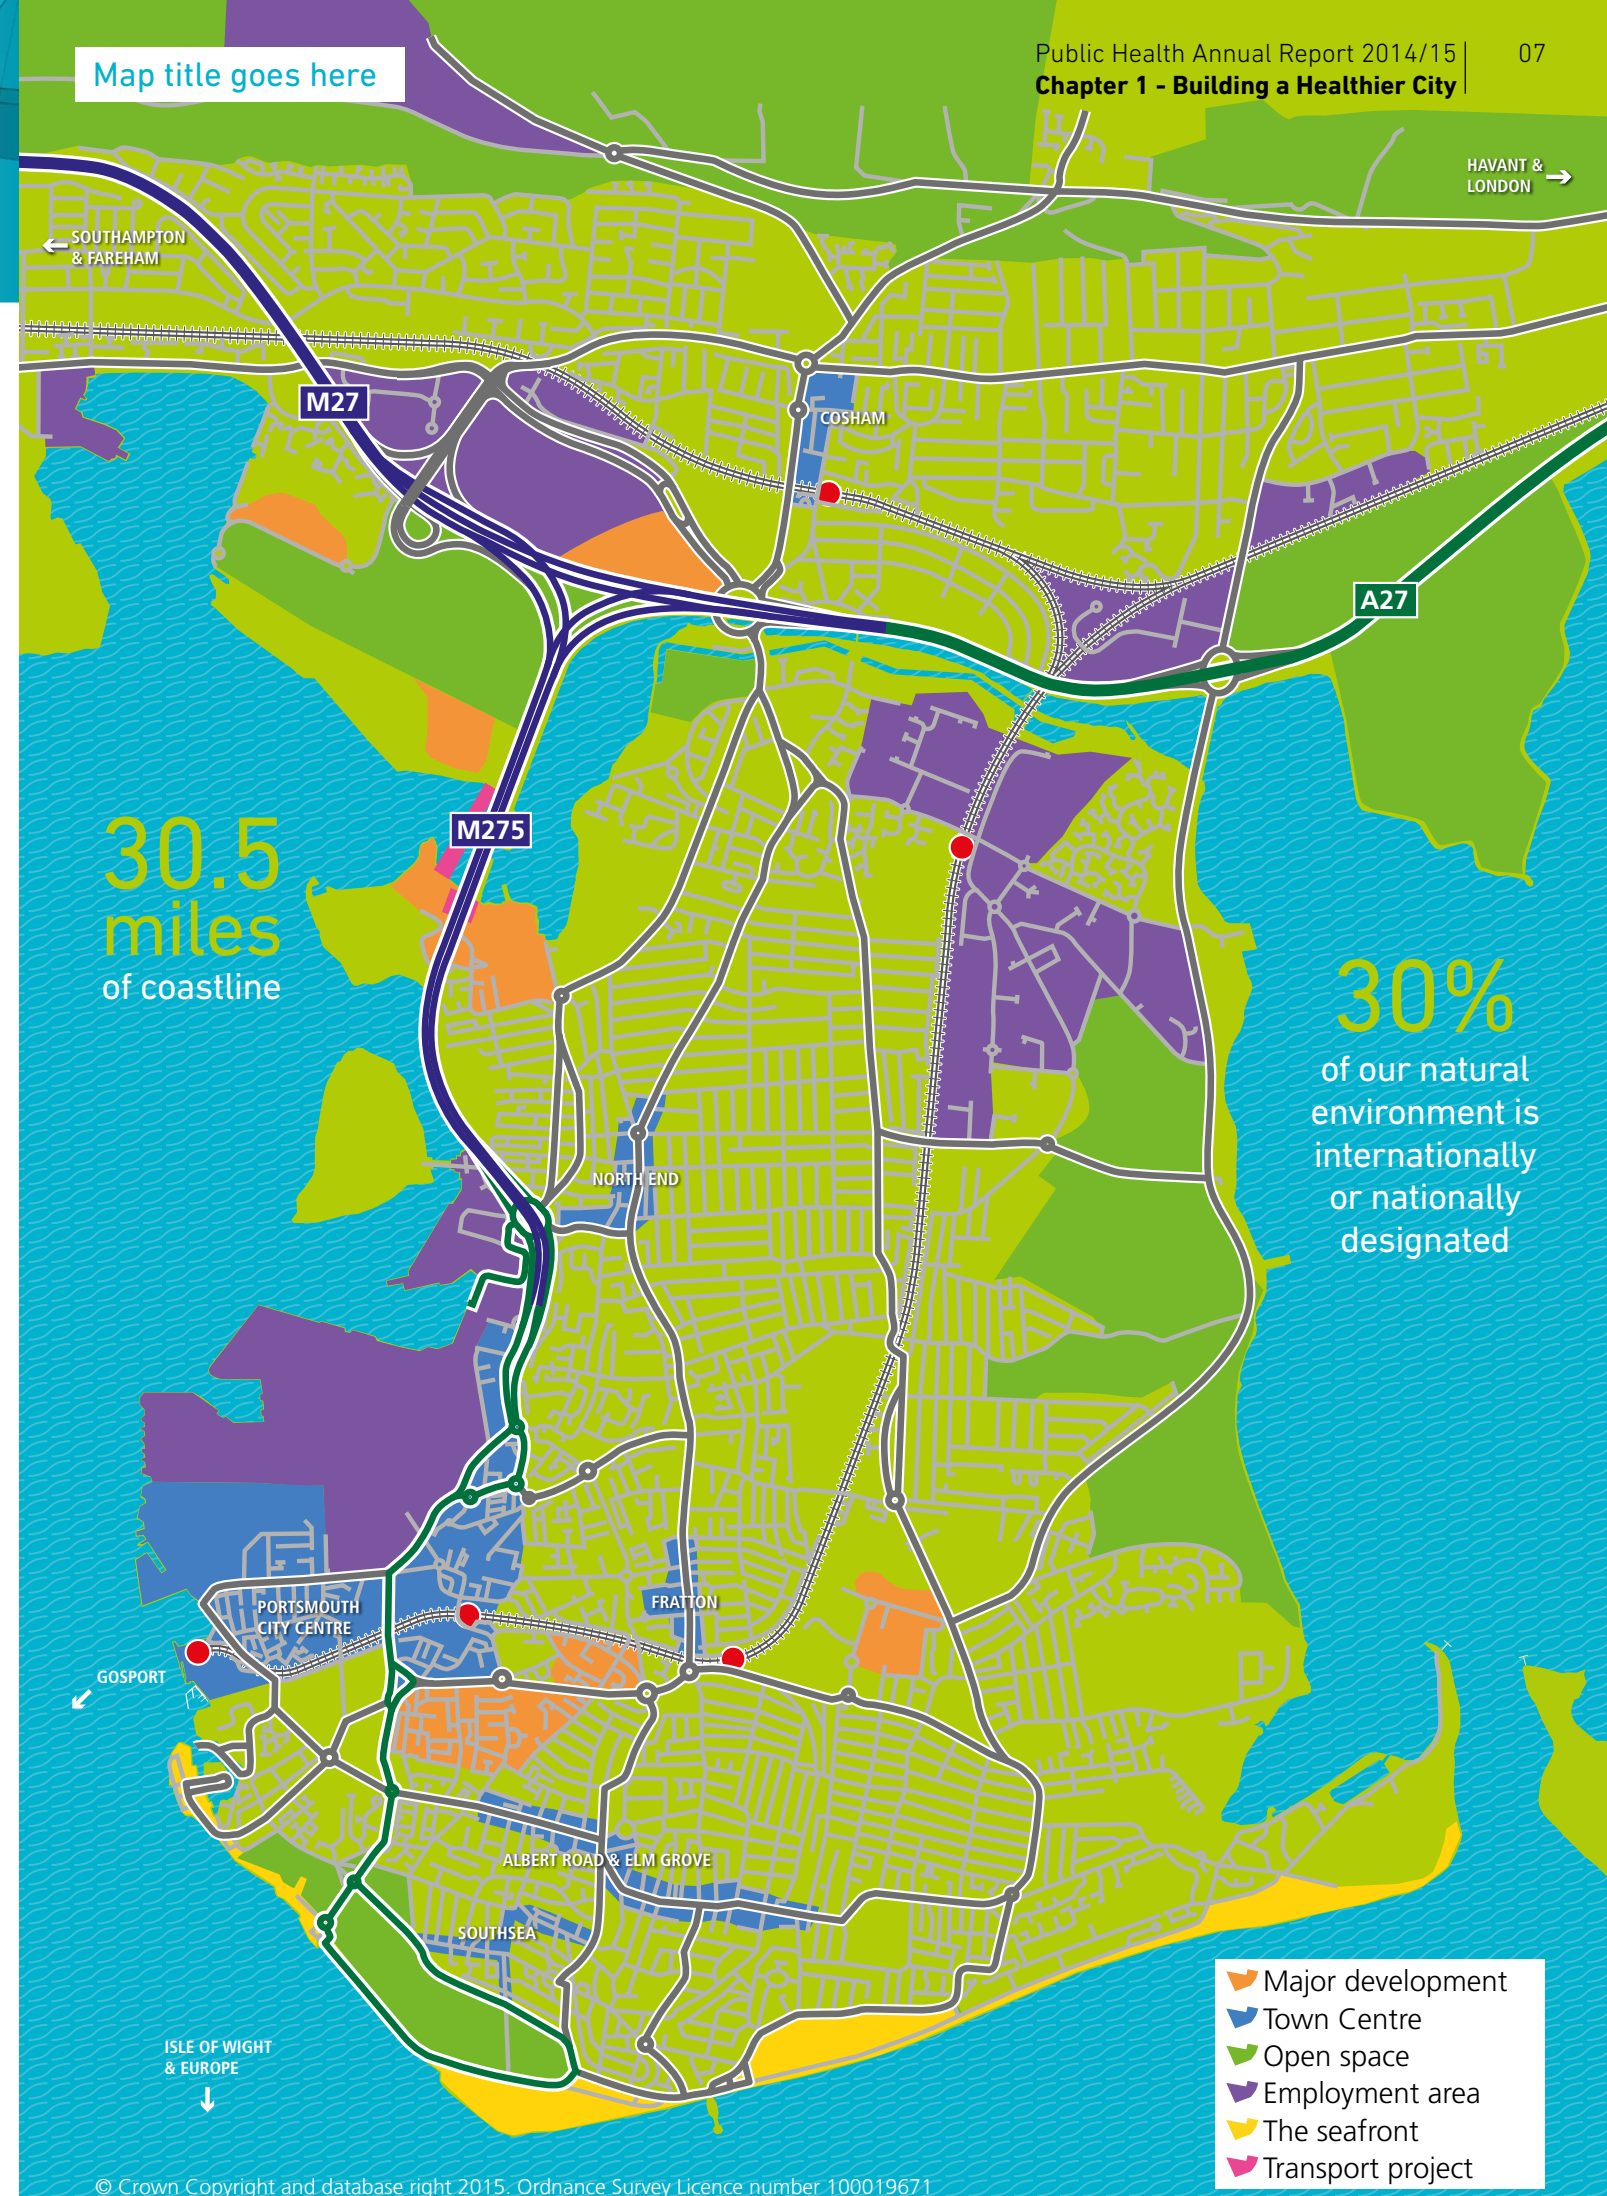 Public Health Annual Report 2014/15
07
Chapter 1 - Building a Healthier City
Map title goes here
HAVANT &
LONDON
SOUTHAMPTON
& FAREHAM
M27
COSHAM
A27
M275
30.5
miles
of coastline
30%
of our natural
environment is
internationally
or nationally
designated
NORTH END
PORTSMOUTH
CITY CENTRE
FRATTON
GOSPORT
ALBERT ROAD & ELM GROVE
SOUTHSEA
ISLE OF WIGHT
& EUROPE
Major development
Town Centre
Open space
Employment area
The seafront
Transport project
© Crown Copyright and database right 2015. Ordnance Survey Licence number 100019671